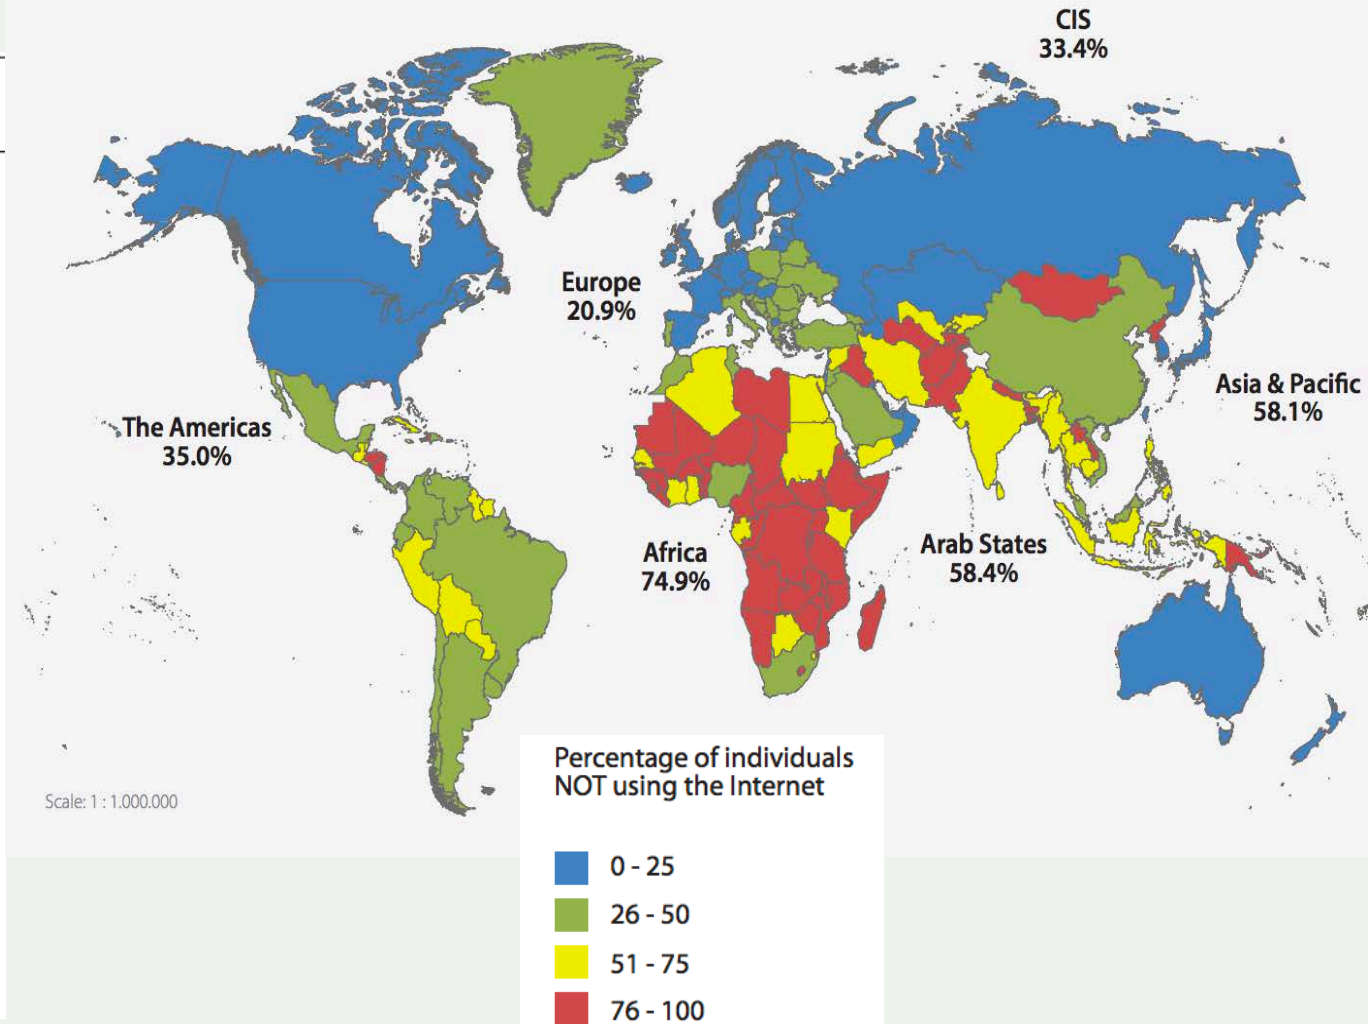 CIS
33.4%
Europe
20.9%
Asia & Pacific
58.1%
The Americas
35.0%
Africa
74.9%
Arab States
58.4%
Percentage of individuals
NOT using the Internet
Scale: 1 : 1.000.000
0 - 25
26 - 50
51 - 75
76 - 100